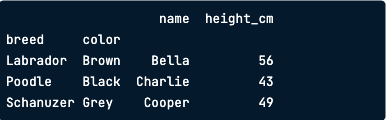 name height_cm
breed color
Labrador Brown Bella 56
Poodle Black Charlie 43
Schanuzer Grey Cooper 49